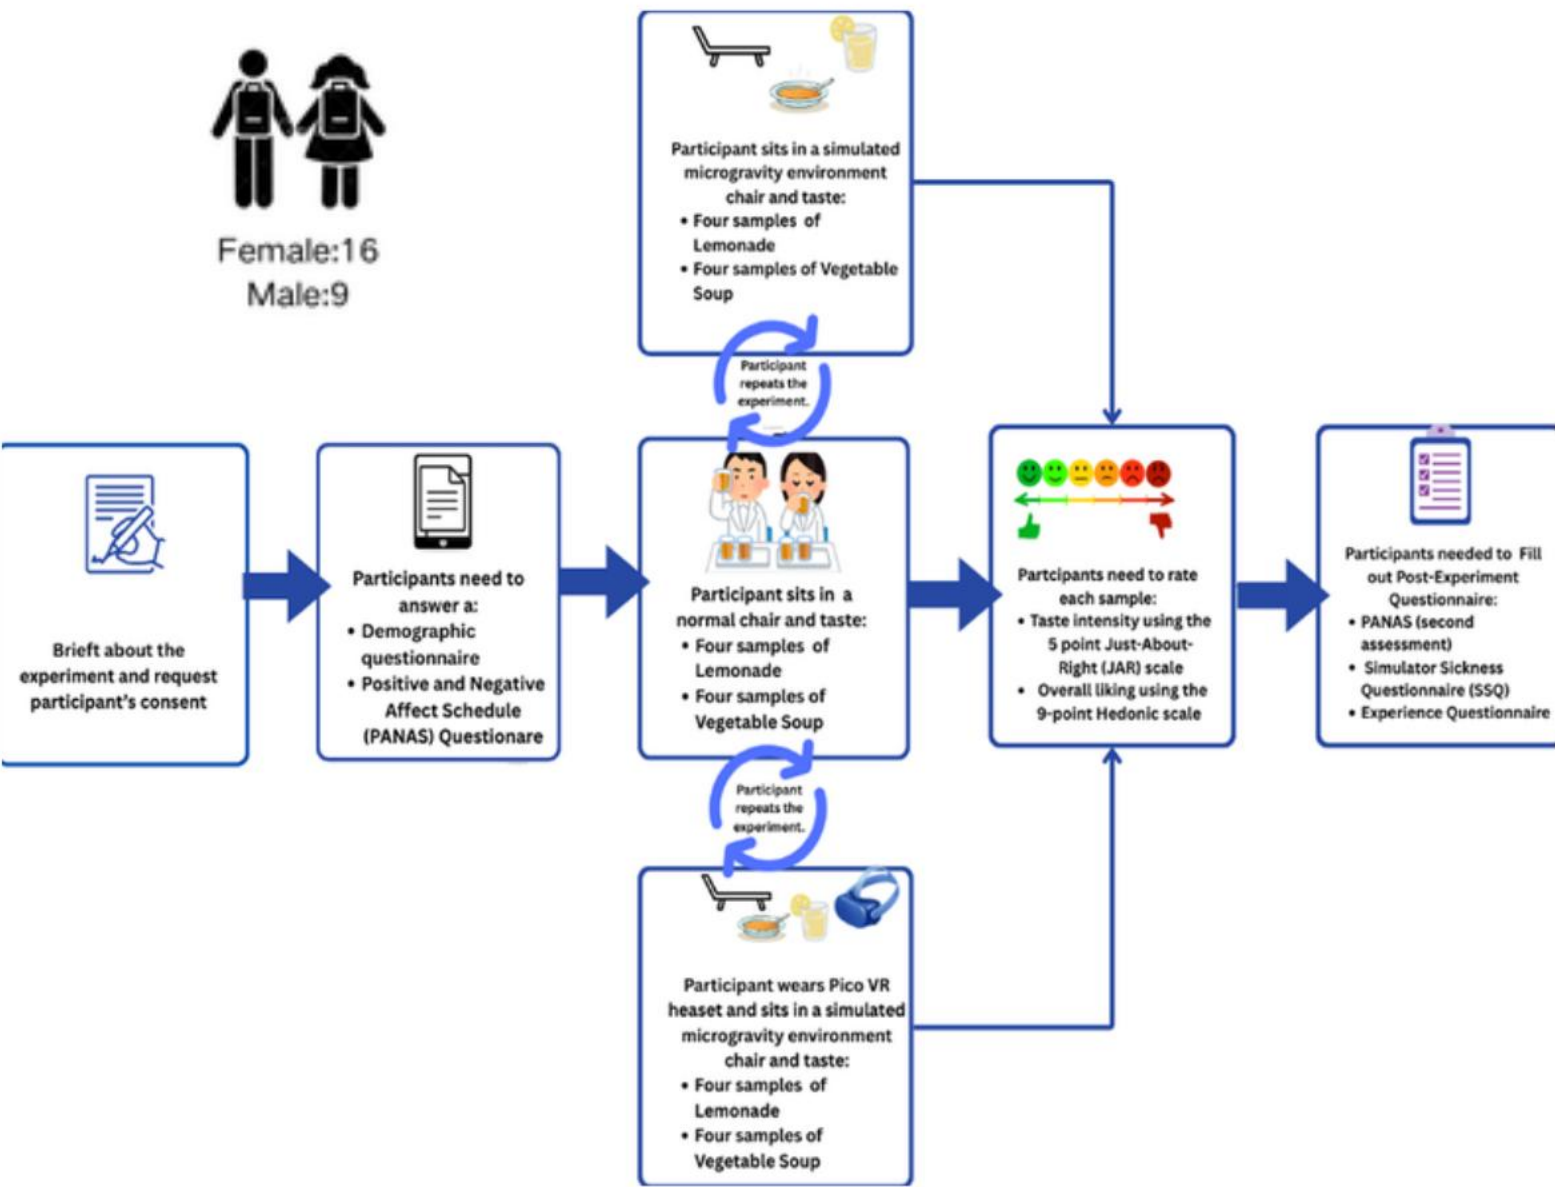 Female:16
Male:9
Participant sits in a simulated
microgravity environment
chair and taste:
• Four samples of
Lemonade
• Four samples of Vegetable
Soup
Participant
repeats the
experiment.
Brieft about the
experiment and request
participant's consent
Participants need to
answer a:
• Demographic
questionnaire
• Positive and Negative
Affect Schedule
(PANAS) Questionare
Participant sits in a
normal chair and taste:
• Four samples of
Lemonade
• Four samples of
Vegetable Soup
Partcipants need to rate
each sample:
• Taste intensity using the
5 point Just-About-
Right (JAR) scale
• Overall liking using the
9-point Hedonic scale
Participants needed to Fill
out Post-Experiment
Questionnaire:
• PANAS (second
assessment)
• Simulator Sickness
Questionnaire (SSQ)
• Experience Questionnaire
Participant
repeats the
experiment.
Participant wears Pico VR
heaset and sits in a simulated
microgravity environment
chair and taste:
• Four samples of
Lemonade
• Four samples of
Vegetable Soup